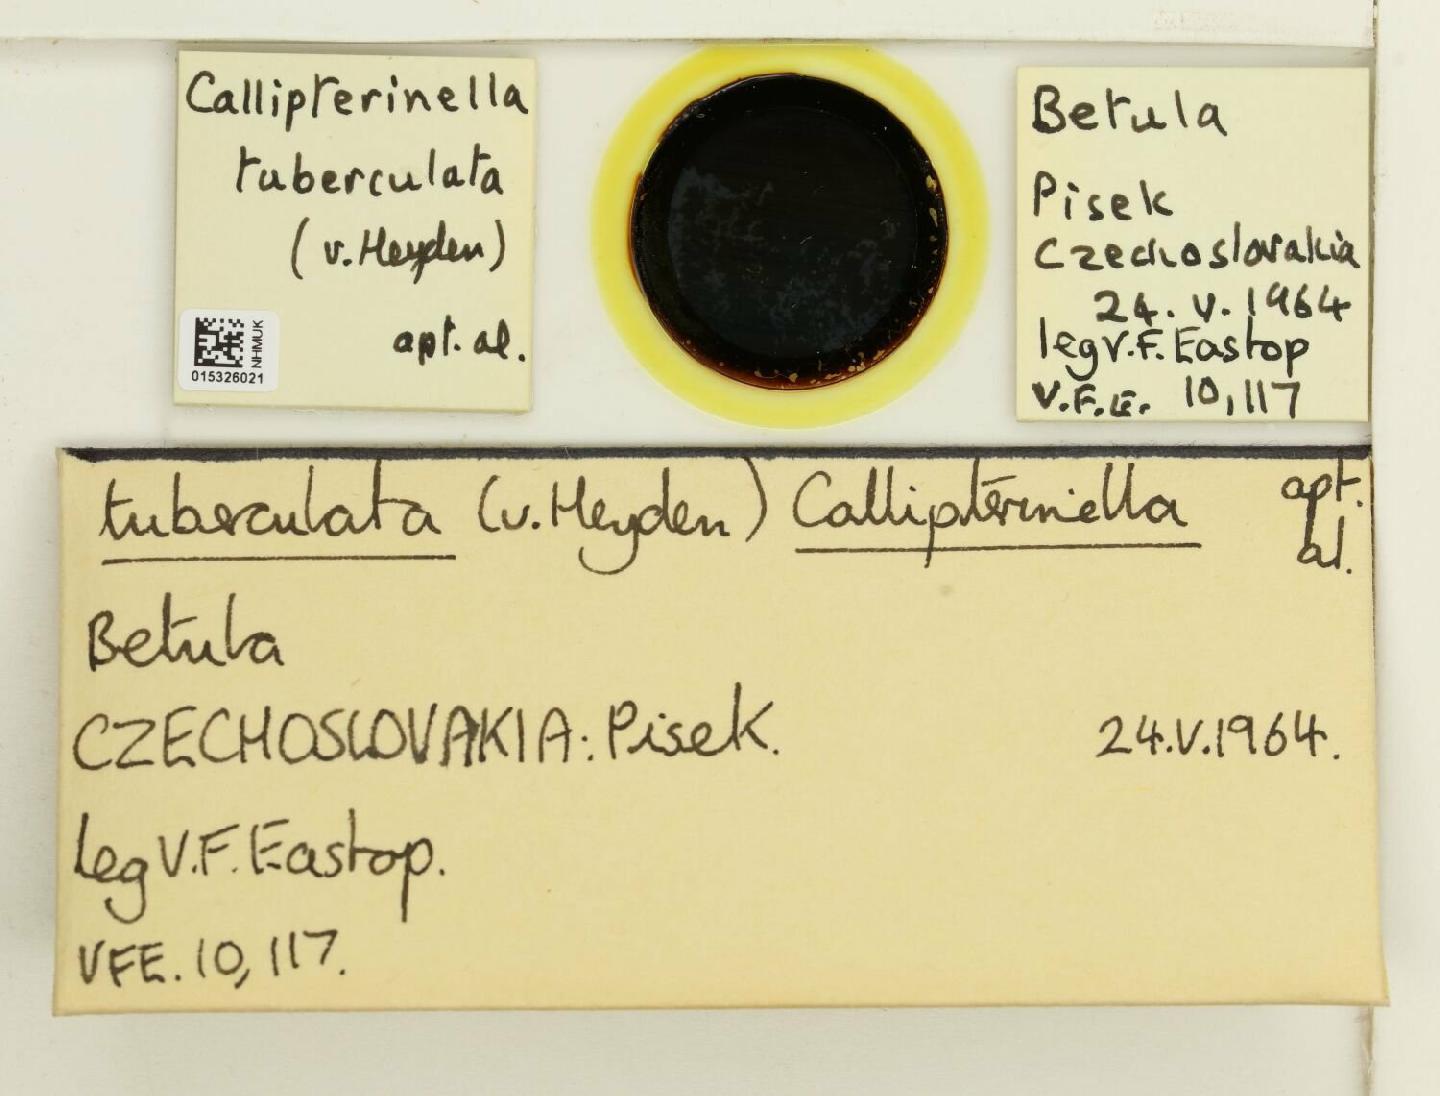 Callipterinella
tuberculata
(v. Heyden)
apt. al.
NHMUK
015326021
Betula
Pisek
Czechoslovakia
24. V. 1964
leg V.F. Eastop
V.F.E. 10,117
tuberculata (v. Heyden) Callipterinella apt.
al.
Betula
CZECHOSLOVAKIA: Pisek. 24.V.1964.
leg V.F. Eastop.
VFE. 10,117.